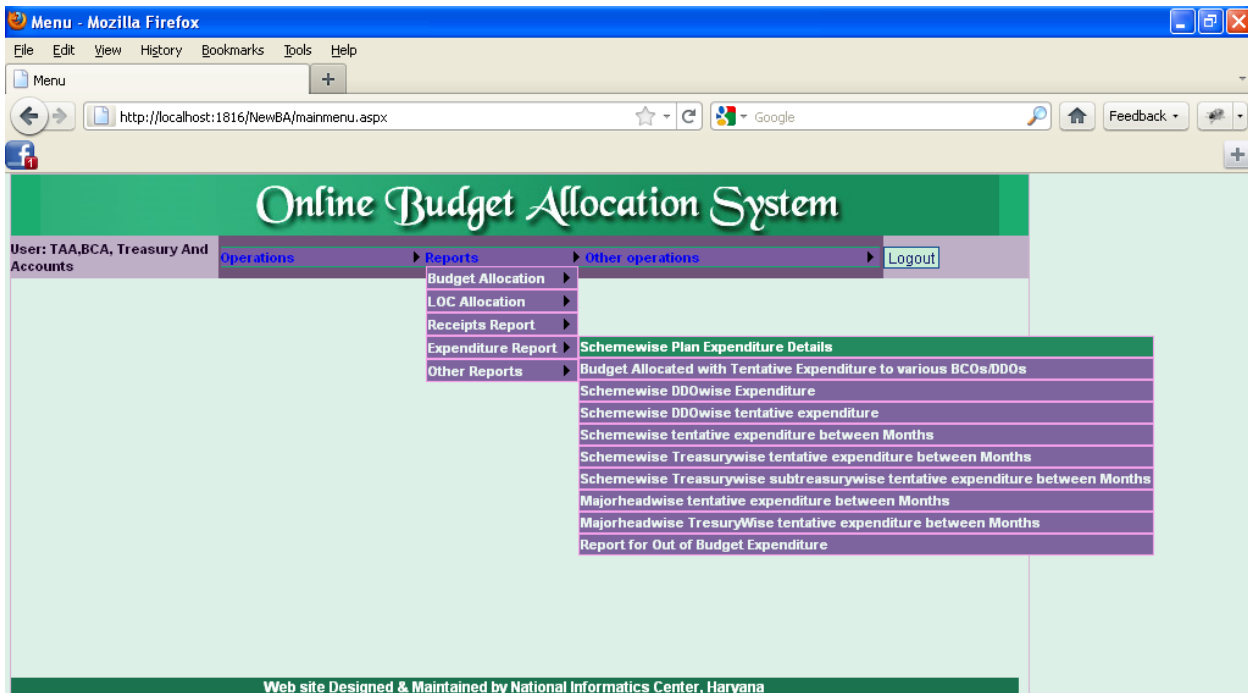 Menu - Mozilla Firefox
File Edit View History Bookmarks Tools Help
Menu
http://localhost:1816/NewBA/mainmenu.aspx
Google
Feedback
1
Online Budget Allocation System
User: TAA,BCA, Treasury And
Accounts
Operations
Reports
Other operations
Logout
Budget Allocation
LOC Allocation
Receipts Report
Expenditure Report
Other Reports
Schemewise Plan Expenditure Details
Budget Allocated with Tentative Expenditure to various BCOs/DDOs
Schemewise DDOwise Expenditure
Schemewise DDOwise tentative expenditure
Schemewise tentative expenditure between Months
Schemewise Treasurywise tentative expenditure between Months
Schemewise Treasurywise subtreasurywise tentative expenditure between Months
Majorheadwise tentative expenditure between Months
Majorheadwise TresuryWise tentative expenditure between Months
Report for Out of Budget Expenditure
Web site Designed & Maintained by National Informatics Center, Haryana